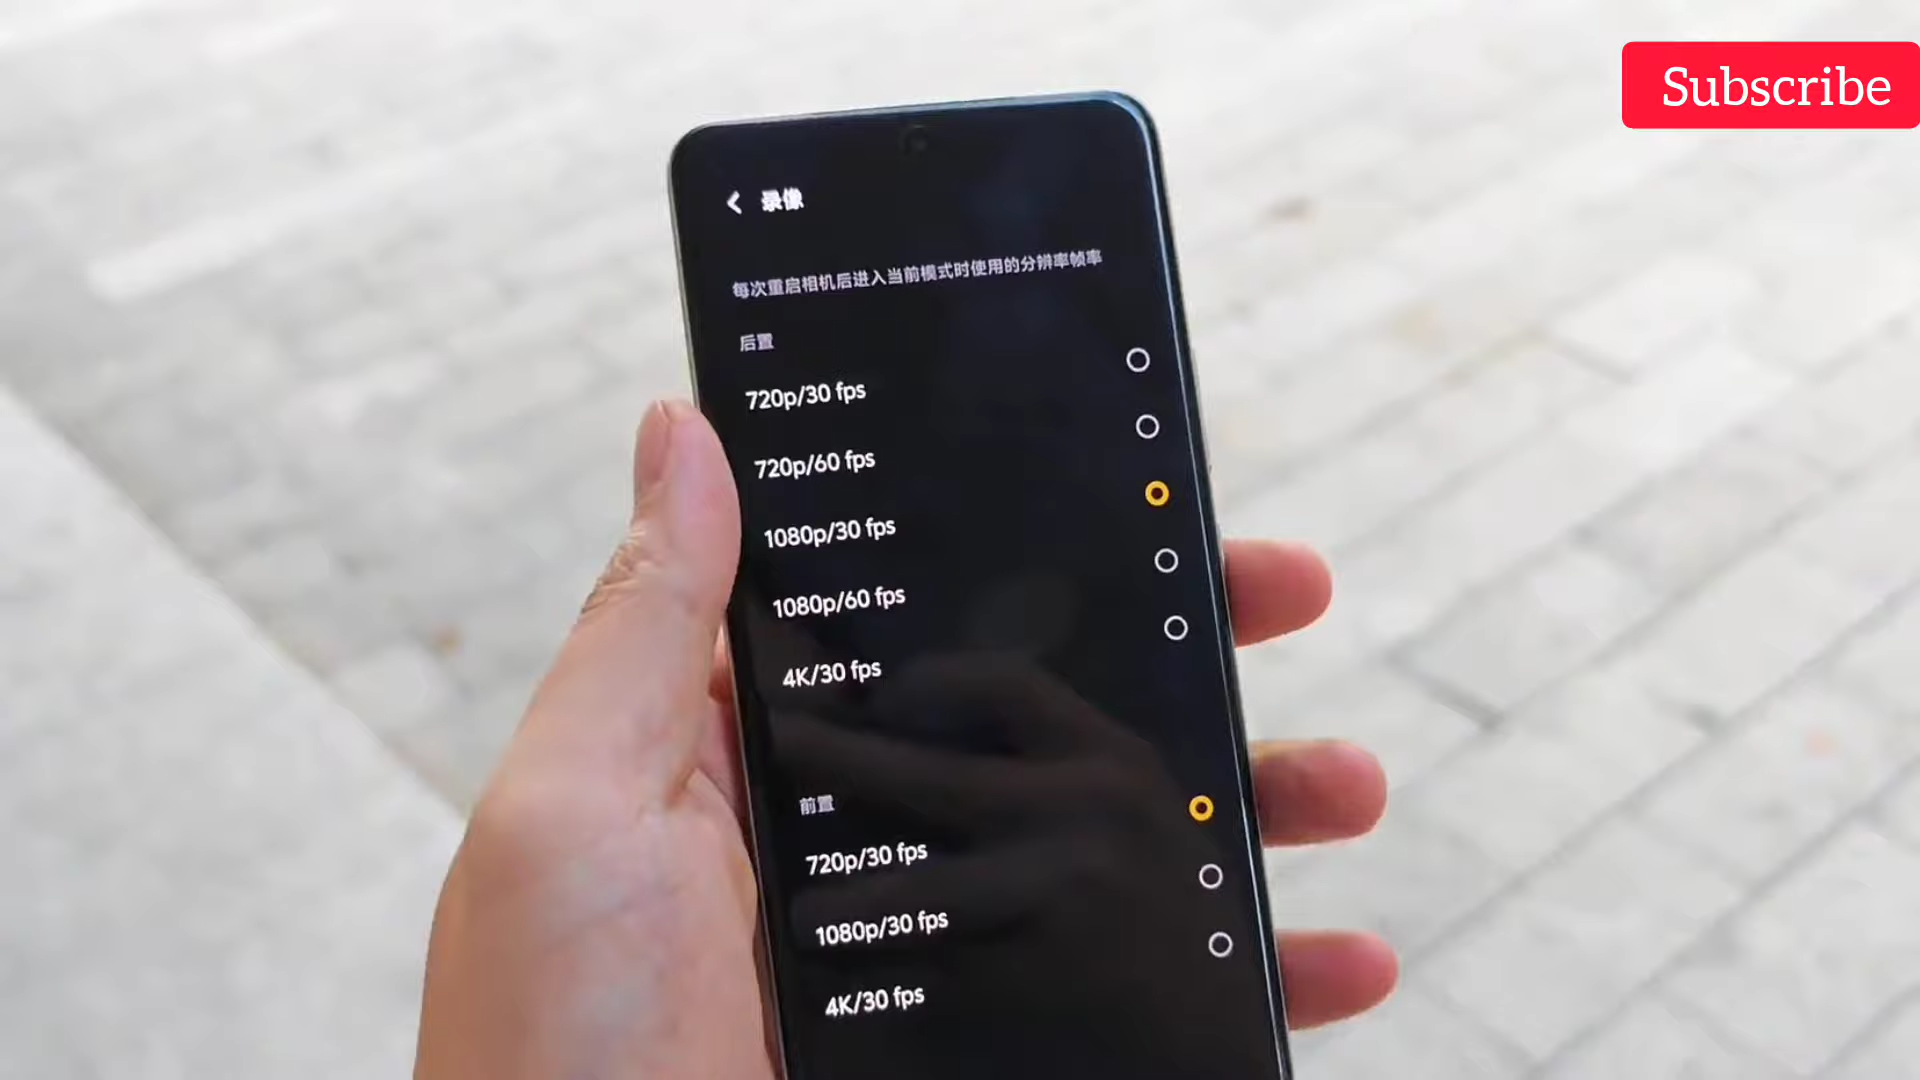 Subscribe
录像
每次重启相机后进入当前模式时使用的分辨率帧率
后置
720p/30 fps
720p/60 fps
1080p/30 fps
1080p/60 fps
4K/30 fps
前置
720p/30 fps
1080p/30 fps
4K/30 fps